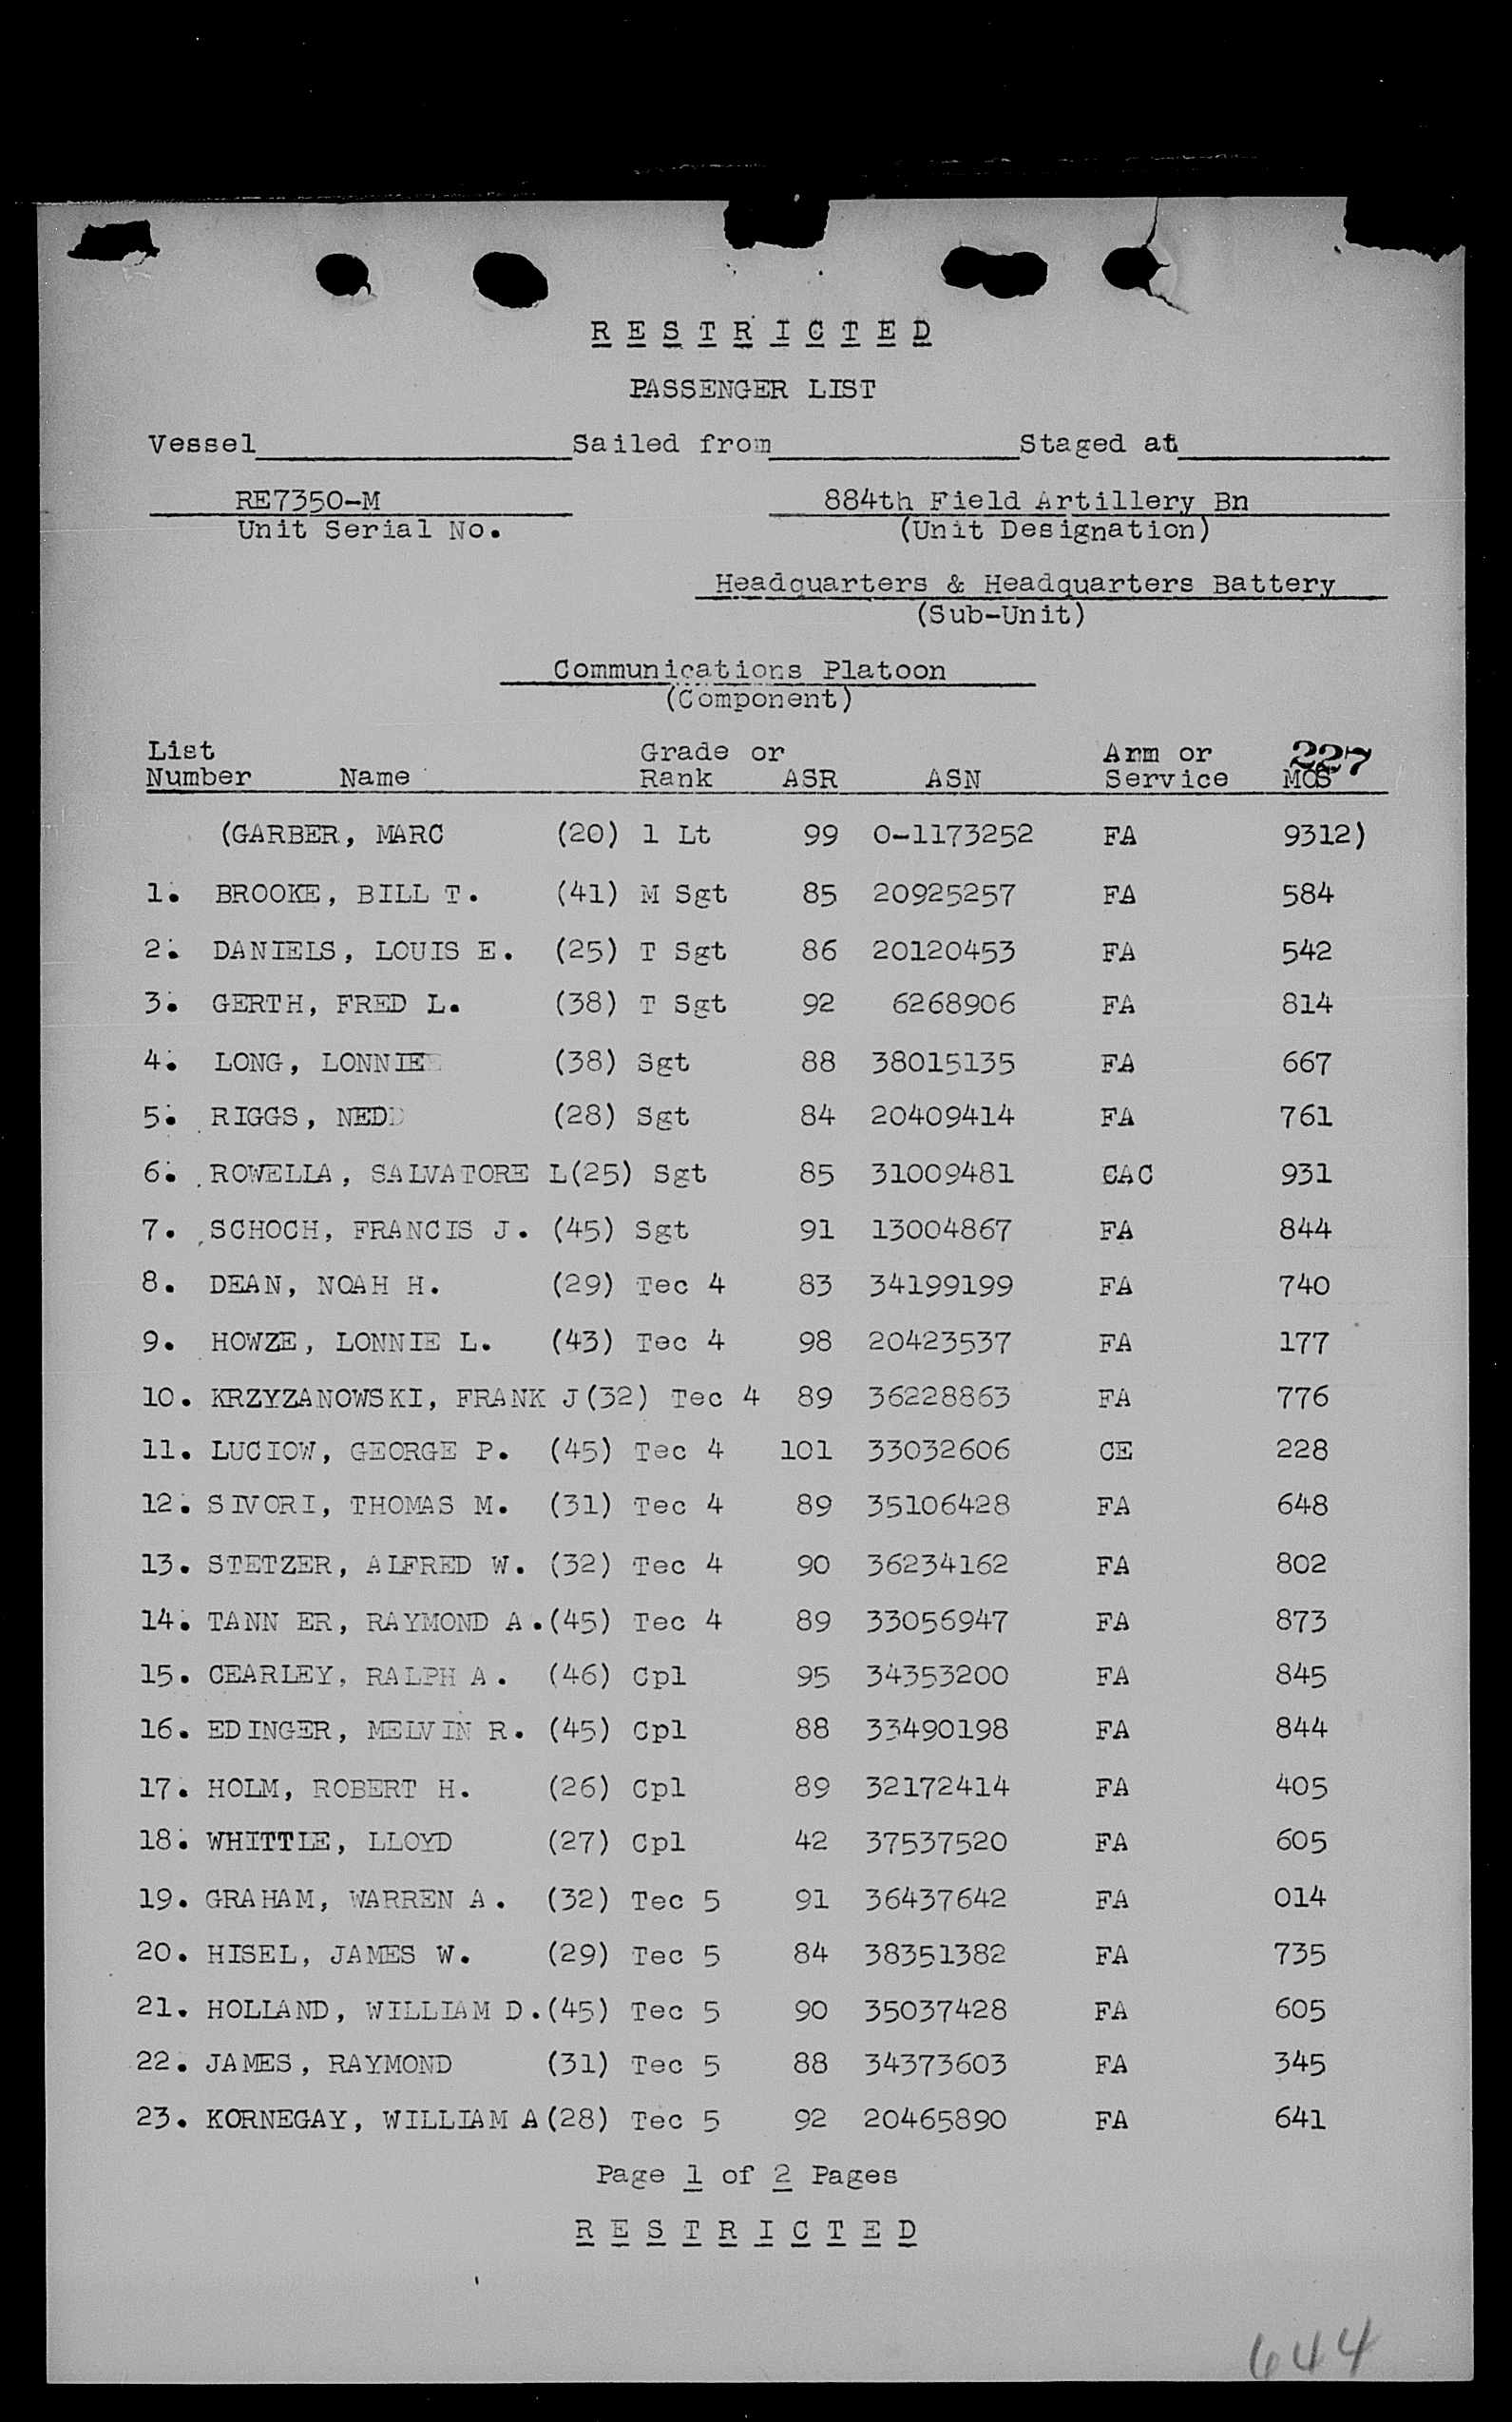 R E S T R I C T E D
PASSENGER LIST
Vessel Sailed from Staged at
RE7350-M 884th Field Artillery Bn
Unit Serial No. (Unit Designation)
Headquarters & Headquarters Battery
(Sub-Unit)
Communications Platoon
(Component)
List Grade or Arm or 227
Number Name Rank ASR ASN Service MOS
(GARBER, MARC (20) 1 Lt 99 O-1173252 FA 9312)
1. BROOKE, BILL T. (41) M Sgt 85 20925257 FA 584
2. DANIELS, LOUIS E. (25) T Sgt 86 20120453 FA 542
3. GERTH, FRED L. (38) T Sgt 92 6268906 FA 814
4. LONG, LONNIE (38) Sgt 88 38015135 FA 667
5. RIGGS, NED (28) Sgt 84 20409414 FA 761
6. ROWELLA, SALVATORE L(25) Sgt 85 31009481 CAC 931
7. SCHOCH, FRANCIS J. (45) Sgt 91 13004867 FA 844
8. DEAN, NOAH H. (29) Tec 4 83 34199199 FA 740
9. HOWZE, LONNIE L. (43) Tec 4 98 20423537 FA 177
10. KRZYZANOWSKI, FRANK J(32) Tec 4 89 36228863 FA 776
11. LUCIOW, GEORGE P. (45) Tec 4 101 33032606 CE 228
12. SIVORI, THOMAS M. (31) Tec 4 89 35106428 FA 648
13. STETZER, ALFRED W. (32) Tec 4 90 36234162 FA 802
14. TANN ER, RAYMOND A.(45) Tec 4 89 33056947 FA 873
15. CEARLEY, RALPH A. (46) Cpl 95 34353200 FA 845
16. EDINGER, MELVIN R. (45) Cpl 88 33490198 FA 844
17. HOLM, ROBERT H. (26) Cpl 89 32172414 FA 405
18. WHITTLE, LLOYD (27) Cpl 42 37537520 FA 605
19. GRAHAM, WARREN A. (32) Tec 5 91 36437642 FA 014
20. HISEL, JAMES W. (29) Tec 5 84 38351382 FA 735
21. HOLLAND, WILLIAM D.(45) Tec 5 90 35037428 FA 605
22. JAMES, RAYMOND (31) Tec 5 88 34373603 FA 345
23. KORNEGAY, WILLIAM A(28) Tec 5 92 20465890 FA 641
Page 1 of 2 Pages
R E S T R I C T E D
644